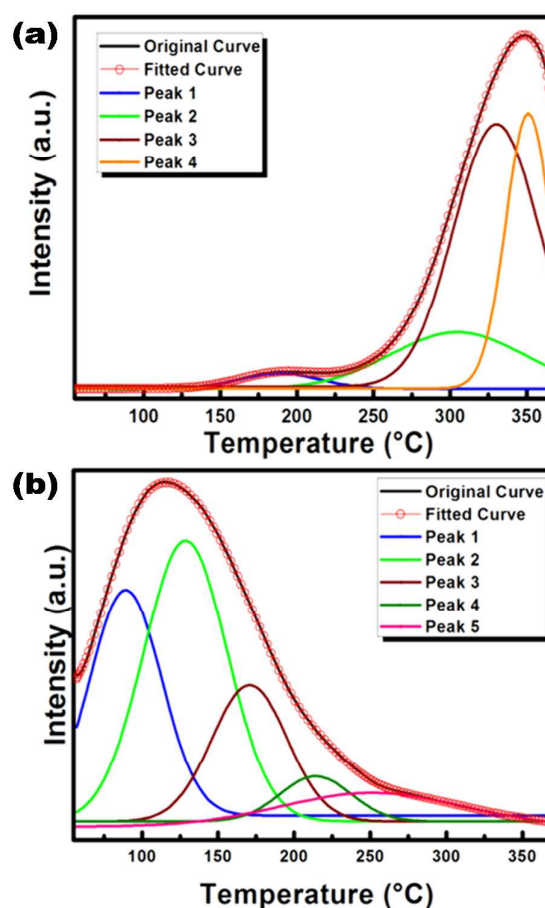 (a)
Original Curve
Fitted Curve
Peak 1
Peak 2
Peak 3
Peak 4
Intensity (a.u.)
100 150 200 250 300 350
Temperature (°C)
(b)
Original Curve
Fitted Curve
Peak 1
Peak 2
Peak 3
Peak 4
Peak 5
Intensity (a.u.)
100 150 200 250 300 350
Temperature (°C)